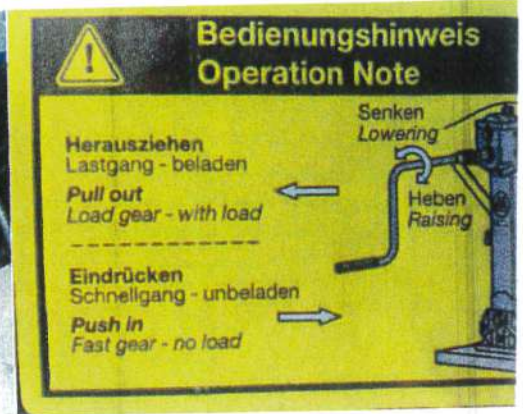 Bedienungshinweis
Operation Note
Herausziehen
Lastgang - beladen
Pull out
Load gear - with load
Eindrücken
Schnellgang - unbeladen
Push in
Fast gear - no load
Senken
Lowering
Heben
Raising